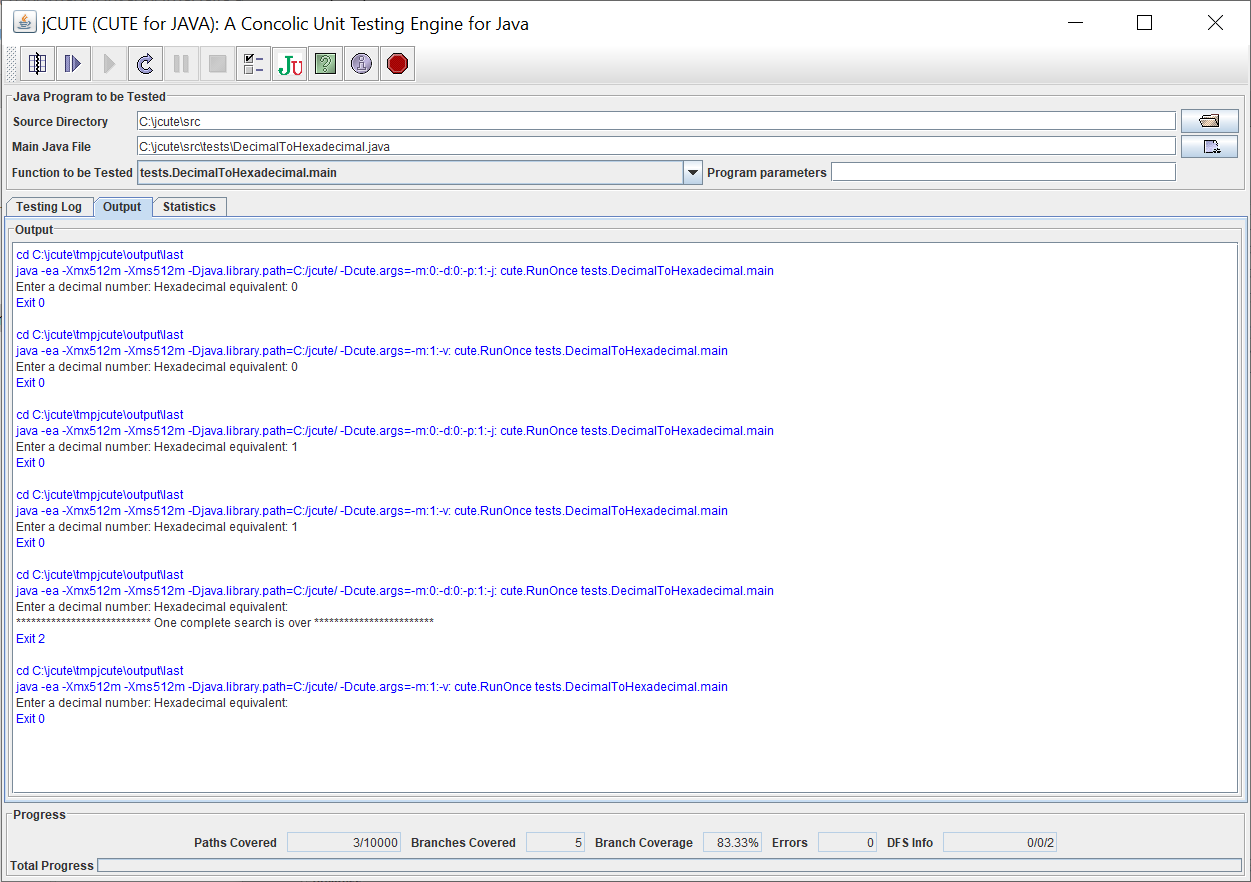 jCUTE (CUTE for JAVA): A Concolic Unit Testing Engine for Java
JU ?
Java Program to be Tested
Source Directory C:\jcute\src
Main Java File C:\jcute\src\tests\DecimalToHexadecimal.java
Function to be Tested tests.DecimalToHexadecimal.main Program parameters
Testing Log Output Statistics
Output
cd C:\jcute\tmpjcute\output\last
java -ea -Xmx512m -Xms512m -Djava.library.path=C:/jcute/ -Dcute.args=-m:0:-d:0:-p:1:-j: cute.RunOnce tests.DecimalToHexadecimal.main
Enter a decimal number: Hexadecimal equivalent: 0
Exit 0
cd C:\jcute\tmpjcute\output\last
java -ea -Xmx512m -Xms512m -Djava.library.path=C:/jcute/ -Dcute.args=-m:1:-v: cute.RunOnce tests.DecimalToHexadecimal.main
Enter a decimal number: Hexadecimal equivalent: 0
Exit 0
cd C:\jcute\tmpjcute\output\last
java -ea -Xmx512m -Xms512m -Djava.library.path=C:/jcute/ -Dcute.args=-m:0:-d:0:-p:1:-j: cute.RunOnce tests.DecimalToHexadecimal.main
Enter a decimal number: Hexadecimal equivalent: 1
Exit 0
cd C:\jcute\tmpjcute\output\last
java -ea -Xmx512m -Xms512m -Djava.library.path=C:/jcute/ -Dcute.args=-m:1:-v: cute.RunOnce tests.DecimalToHexadecimal.main
Enter a decimal number: Hexadecimal equivalent: 1
Exit 0
cd C:\jcute\tmpjcute\output\last
java -ea -Xmx512m -Xms512m -Djava.library.path=C:/jcute/ -Dcute.args=-m:0:-d:0:-p:1:-j: cute.RunOnce tests.DecimalToHexadecimal.main
Enter a decimal number: Hexadecimal equivalent:
*************************** One complete search is over ************************
Exit 2
cd C:\jcute\tmpjcute\output\last
java -ea -Xmx512m -Xms512m -Djava.library.path=C:/jcute/ -Dcute.args=-m:1:-v: cute.RunOnce tests.DecimalToHexadecimal.main
Enter a decimal number: Hexadecimal equivalent:
Exit 0
Progress
Paths Covered 3/10000 Branches Covered 5 Branch Coverage 83.33% Errors 0 DFS Info 0/0/2
Total Progress